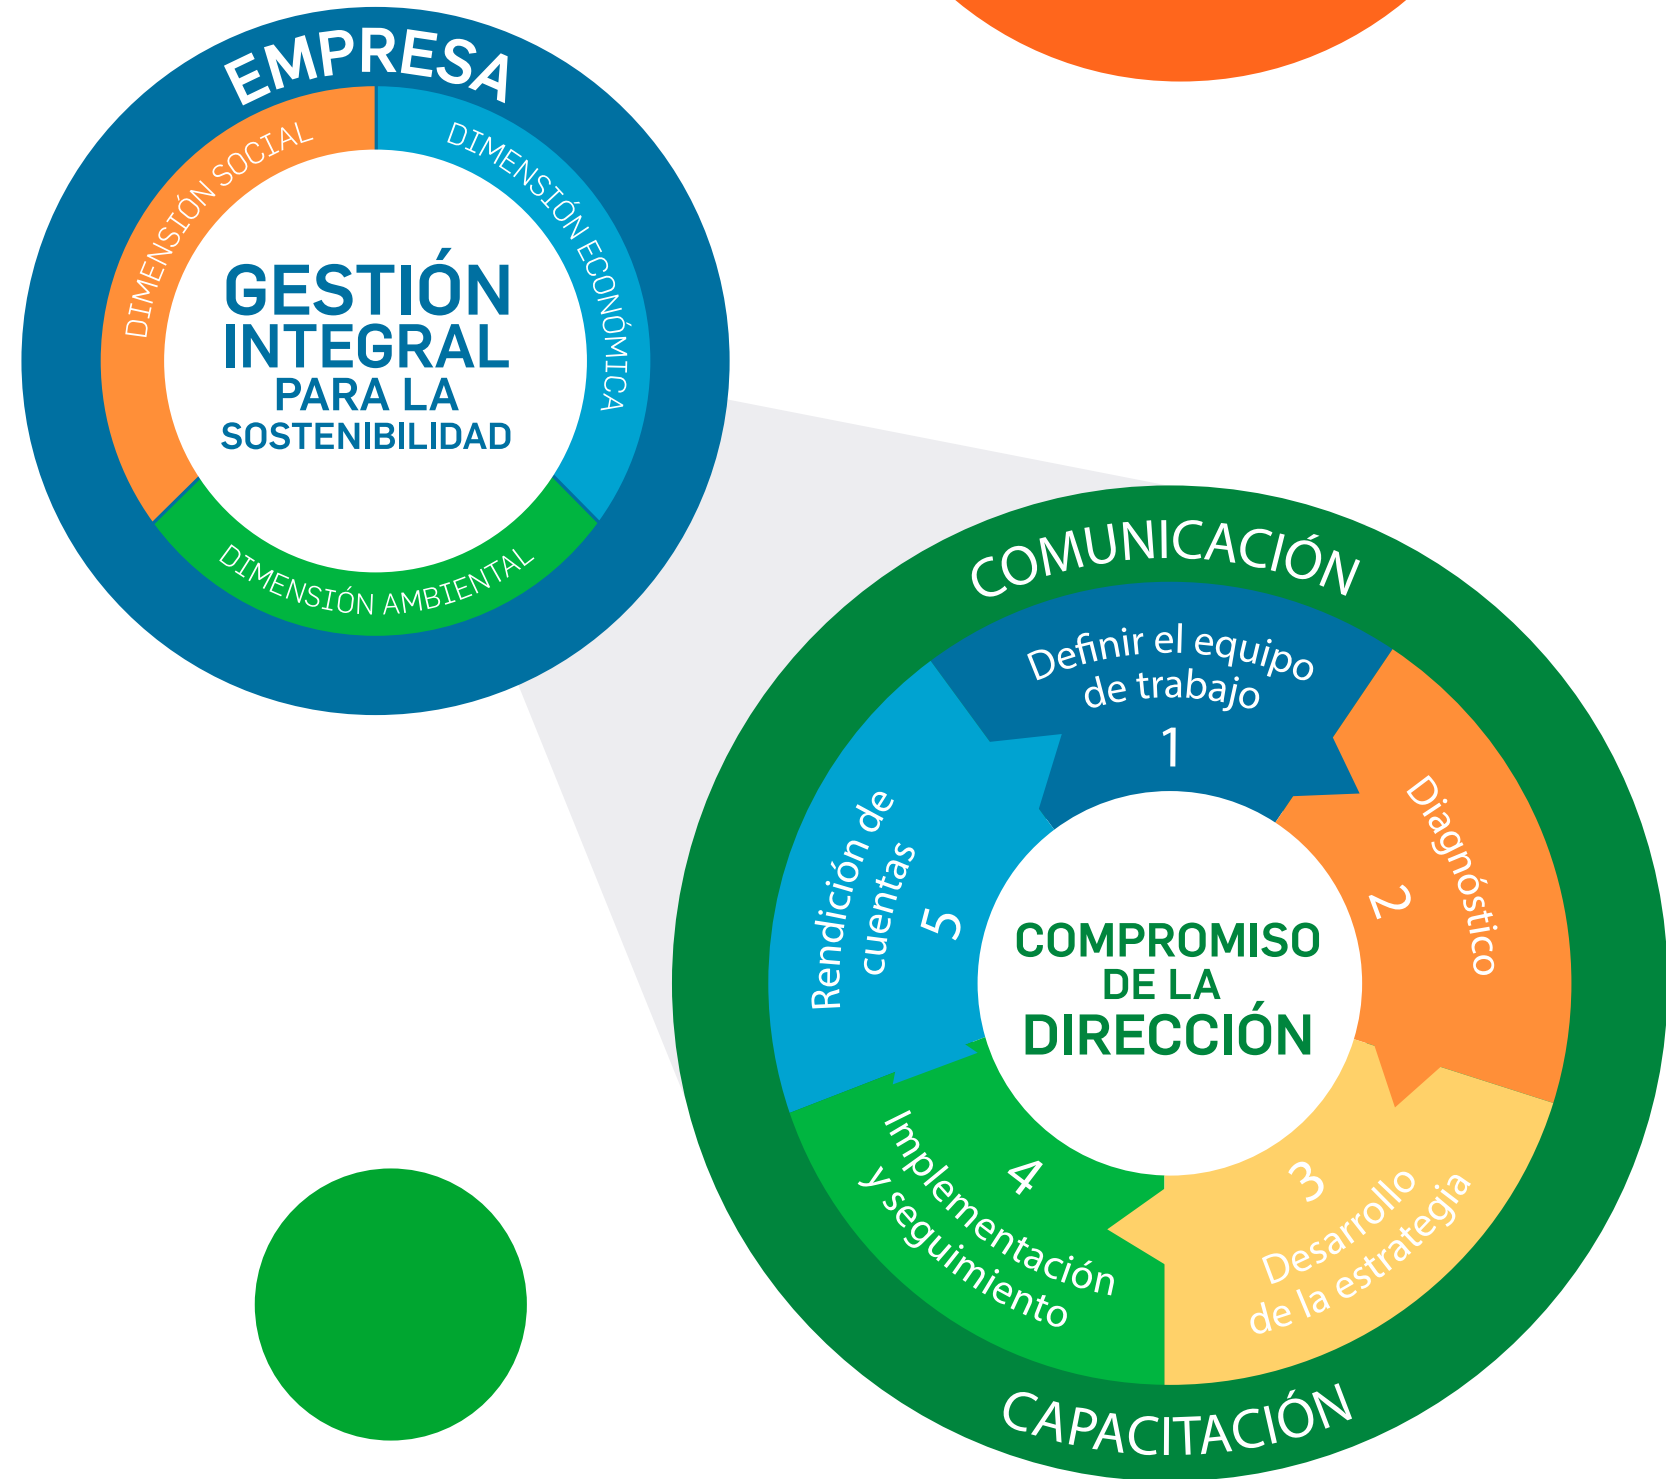 EMPRESA
DIMENSIÓN SOCIAL
DIMENSIÓN ECONÓMICA
DIMENSIÓN AMBIENTAL
GESTIÓN
INTEGRAL
PARA LA
SOSTENIBILIDAD
COMUNICACIÓN
Definir el equipo
de trabajo
1
Diagnóstico
2
3
Desarrollo
de la estrategia
4
Implementación
y seguimiento
Rendición de
cuentas
5
COMPROMISO
DE LA
DIRECCIÓN
CAPACITACIÓN